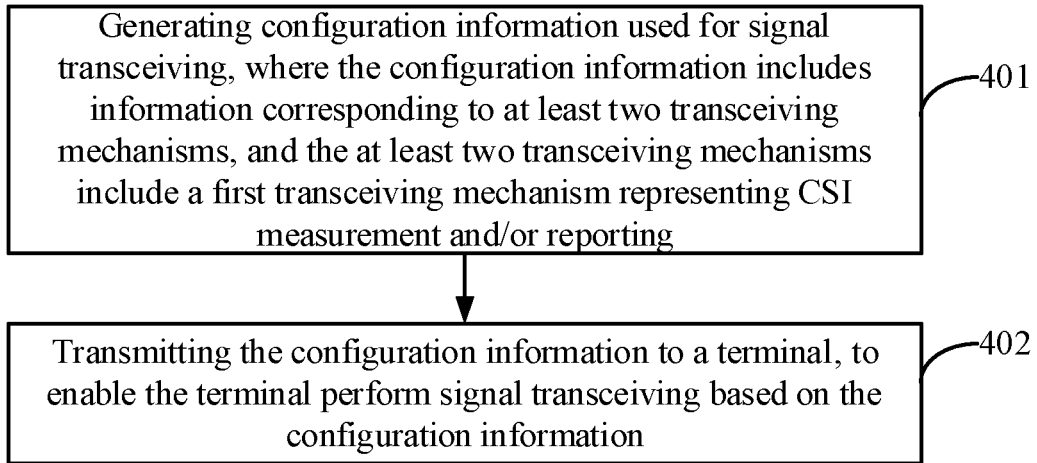 Generating configuration information used for signal
transceiving, where the configuration information includes
information corresponding to at least two transceiving
mechanisms, and the at least two transceiving mechanisms
include a first transceiving mechanism representing CSI
measurement and/or reporting
401
Transmitting the configuration information to a terminal, to
enable the terminal perform signal transceiving based on the
configuration information
402